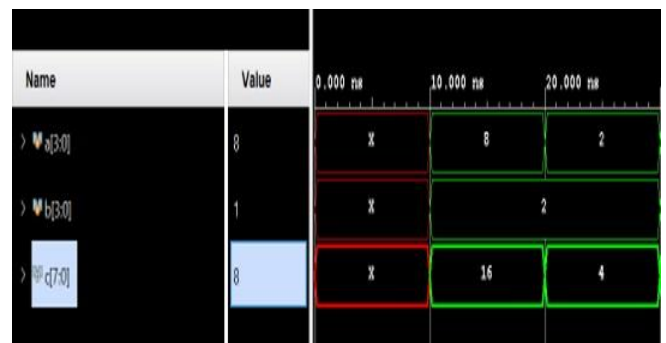 Name Value 0.000 ns 10.000 ns 20.000 ns
> a[3:0] 8 X 8 2
> b[3:0] 1 X 2
> c[7:0] 8 X 16 4